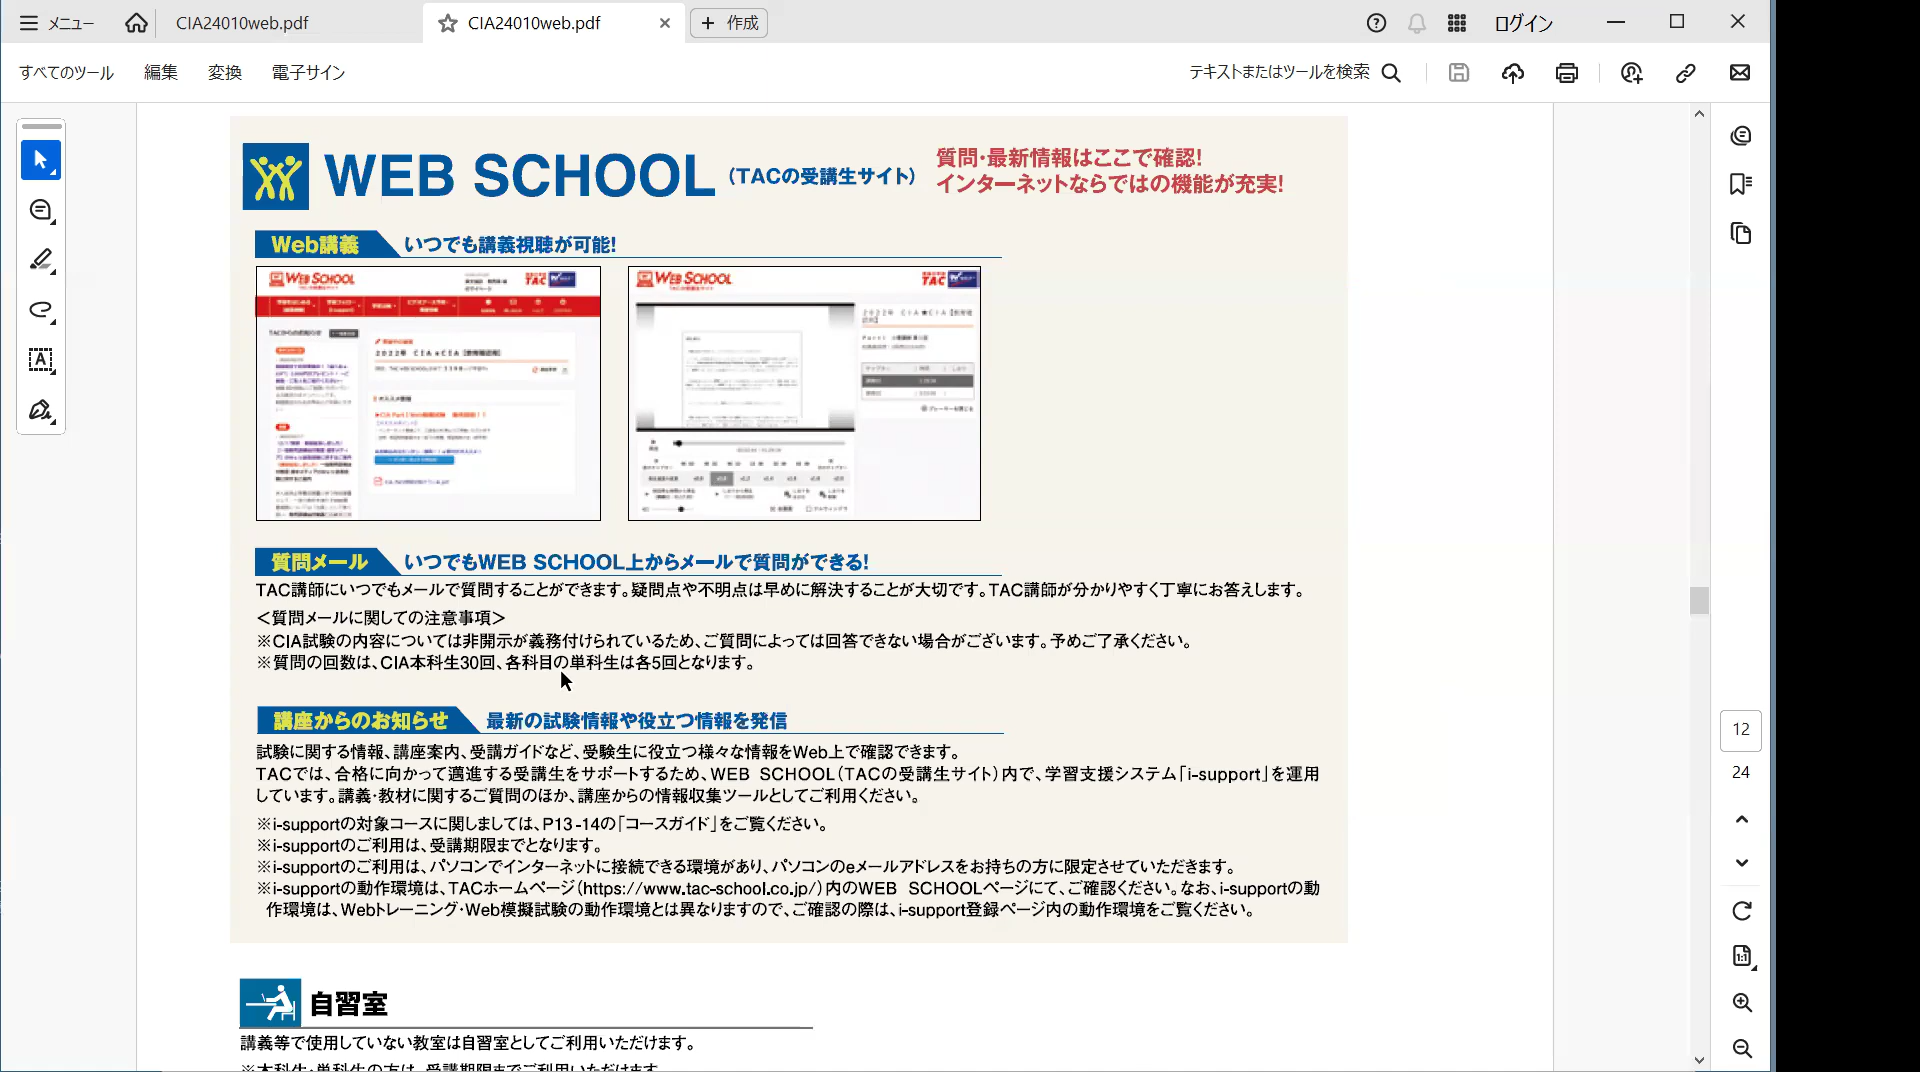 メニュー
CIA24010web.pdf
CIA24010web.pdf
作成
ログイン
すべてのツール
編集
変換
電子サイン
テキストまたはツールを検索
WEB SCHOOL（TACの受講生サイト）
質問・最新情報はここで確認！
インターネットならではの機能が充実！
Web講義 いつでも講義視聴が可能！
WEB SCHOOL
TAC
2022年 CIA★CIA
WEB SCHOOL
TAC
質問メール いつでもWEB SCHOOL上からメールで質問ができる！
TAC講師にいつでもメールで質問することができます。疑問点や不明点は早めに解決することが大切です。TAC講師が分かりやすく丁寧にお答えします。
＜質問メールに関しての注意事項＞
※CIA試験の内容については非開示が義務付けられているため、ご質問によっては回答できない場合がございます。予めご了承ください。
※質問の回数は、CIA本科生30回、各科目の単科生は各5回となります。
講座からのお知らせ 最新の試験情報や役立つ情報を発信
試験に関する情報、講座案内、受講ガイドなど、受験生に役立つ様々な情報をWeb上で確認できます。
TACでは、合格に向かって邁進する受講生をサポートするため、WEB SCHOOL（TACの受講生サイト）内で、学習支援システム「i-support」を運用
しています。講義・教材に関するご質問のほか、講座からの情報収集ツールとしてご利用ください。
※i-supportの対象コースに関しましては、P13-14の「コースガイド」をご覧ください。
※i-supportのご利用は、受講期限までとなります。
※i-supportのご利用は、パソコンでインターネットに接続できる環境があり、パソコンのeメールアドレスをお持ちの方に限定させていただきます。
※i-supportの動作環境は、TACホームページ（https://www.tac-school.co.jp/）内のWEB SCHOOLページにて、ご確認ください。なお、i-supportの動
作環境は、Webトレーニング・Web模擬試験の動作環境とは異なりますので、ご確認の際は、i-support登録ページ内の動作環境をご覧ください。
自習室
講義等で使用していない教室は自習室としてご利用いただけます。
※本科生・単科生の方は、受講期限までご利用いただけます。
12
24